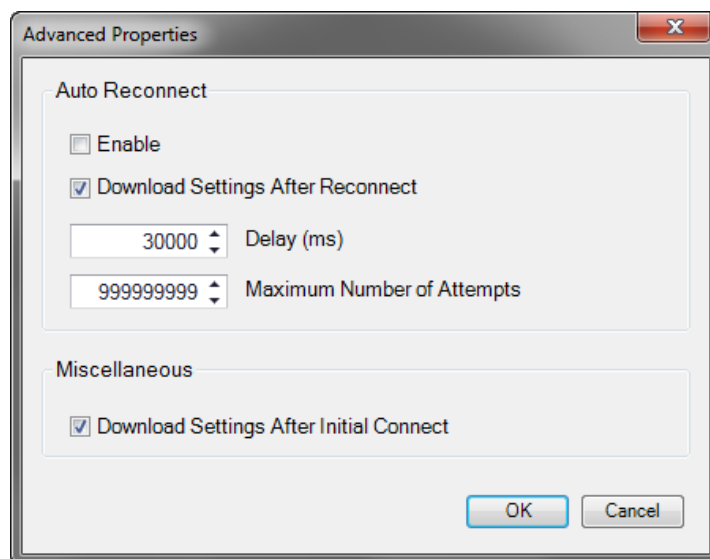 Advanced Properties
Auto Reconnect
Enable
Download Settings After Reconnect
30000 Delay (ms)
999999999 Maximum Number of Attempts
Miscellaneous
Download Settings After Initial Connect
OK Cancel